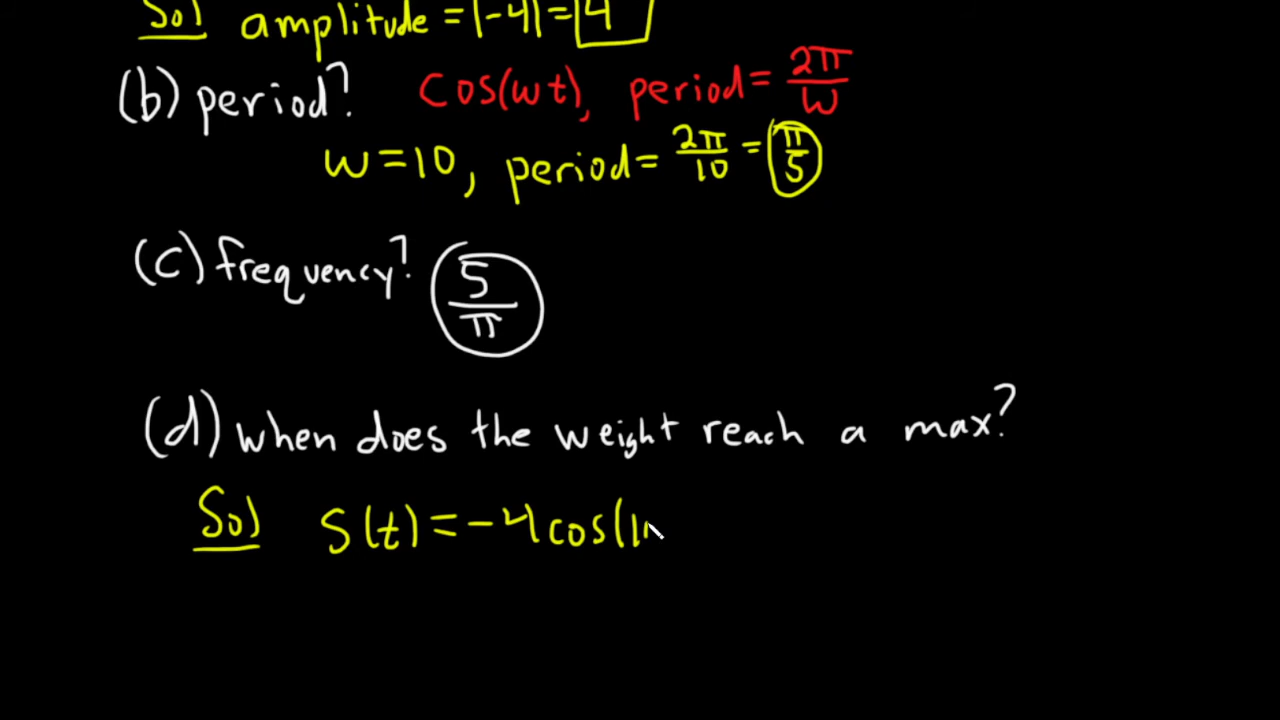 Sol amplitude = |-4| = 4
(b) period? cos(wt), period = 2π/w
w = 10, period = 2π/10 = π/5
(c) frequency? 5/π
(d) when does the weight reach a max?
Sol S(t) = -4cos(10